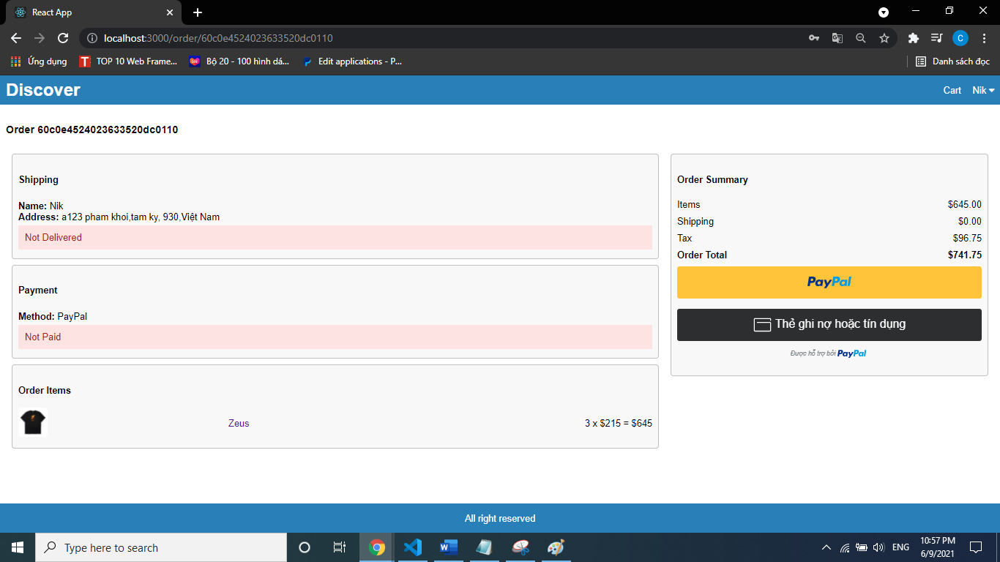 React App
localhost:3000/order/60c0e4524023633520dc0110
C
Ứng dụng
TOP 10 Web Frame...
Bộ 20 - 100 hình dá...
Edit applications - P...
Danh sách đọc
Discover
Cart
Nik
Order 60c0e4524023633520dc0110
Shipping
Name: Nik
Address: a123 pham khoi,tam ky, 930,Việt Nam
Not Delivered
Payment
Method: PayPal
Not Paid
Order Items
Zeus
3 x $215 = $645
Order Summary
Items $645.00
Shipping $0.00
Tax $96.75
Order Total $741.75
PayPal
Thẻ ghi nợ hoặc tín dụng
Được hỗ trợ bởi PayPal
All right reserved
Type here to search
ENG
10:57 PM
6/9/2021